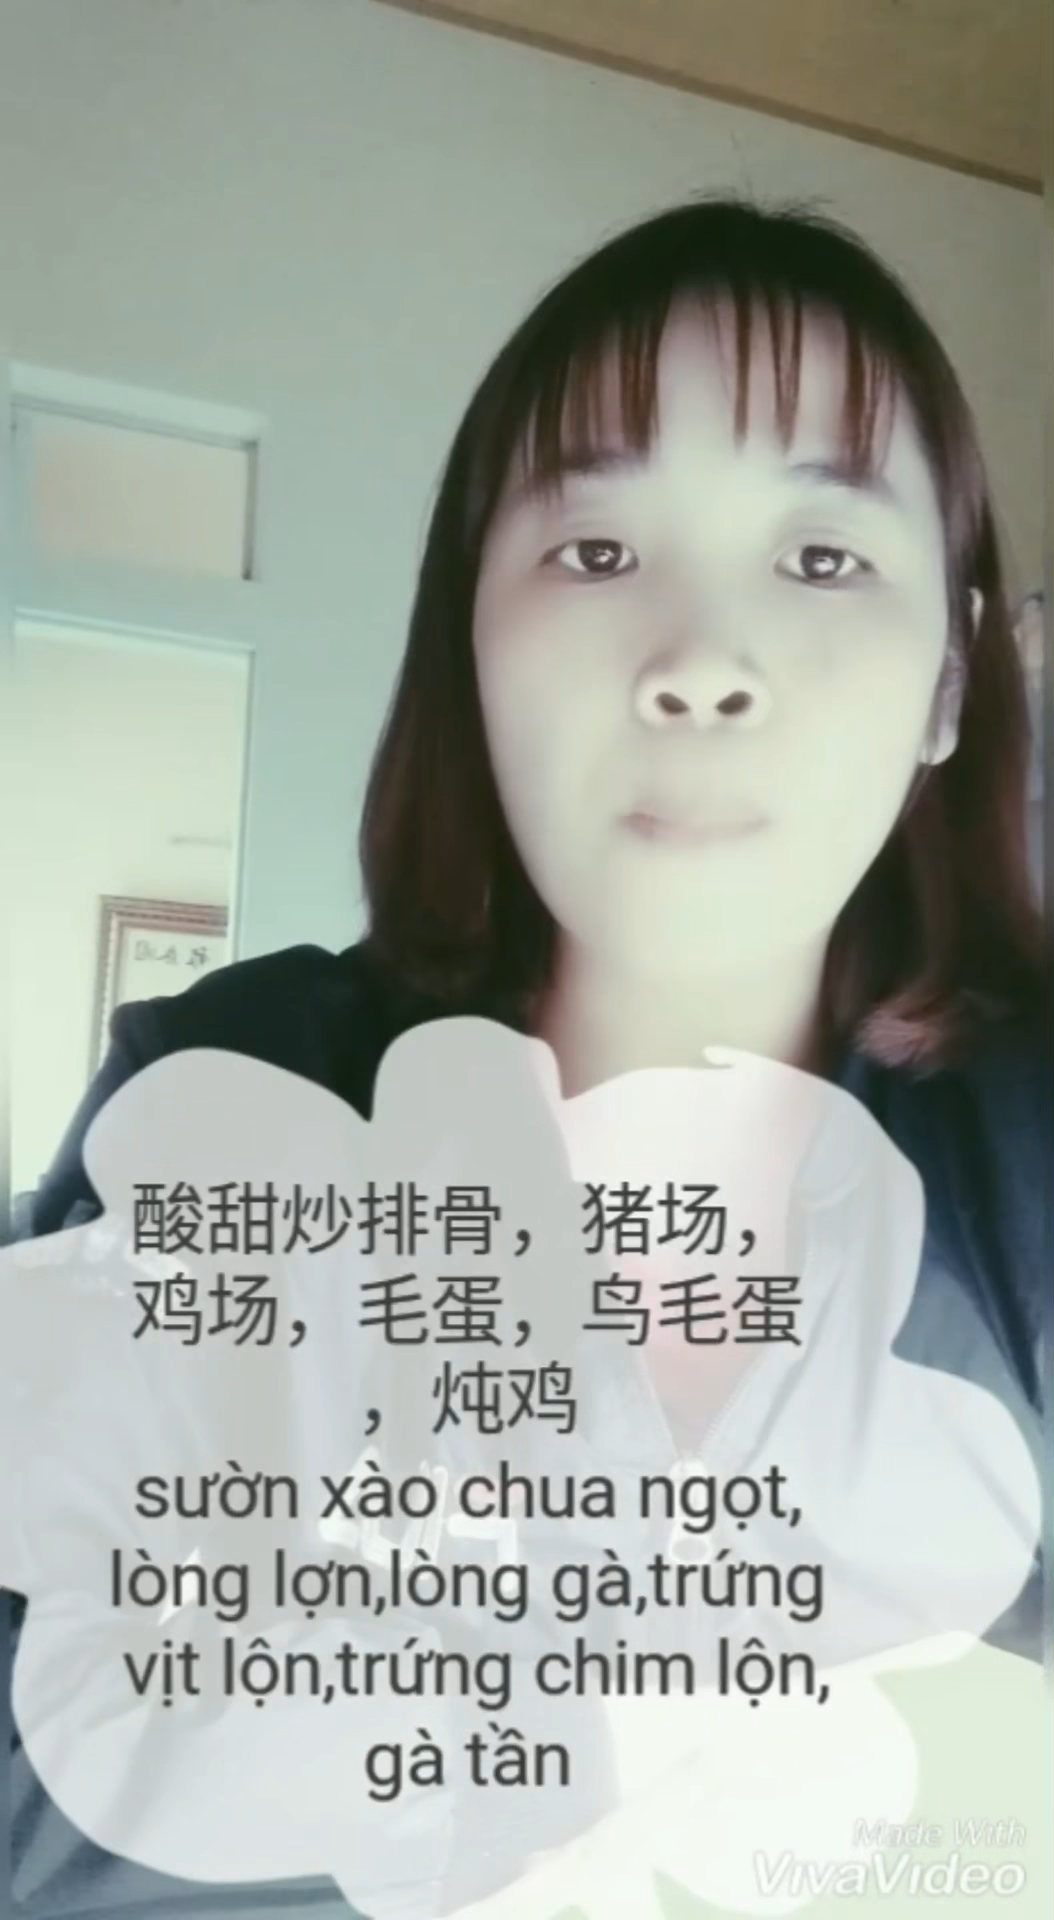 酸甜炒排骨，猪场，
鸡场，毛蛋，鸟毛蛋
，炖鸡
sườn xào chua ngọt,
lòng lợn,lòng gà,trứng
vịt lộn,trứng chim lộn,
gà tần
Made With
VivaVideo